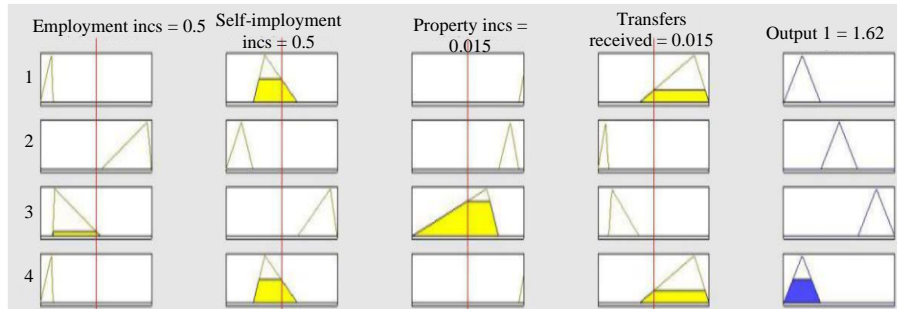 Employment incs = 0.5
Self-imployment
incs = 0.5
Property incs =
0.015
Transfers
received = 0.015
Output 1 = 1.62
1
2
3
4